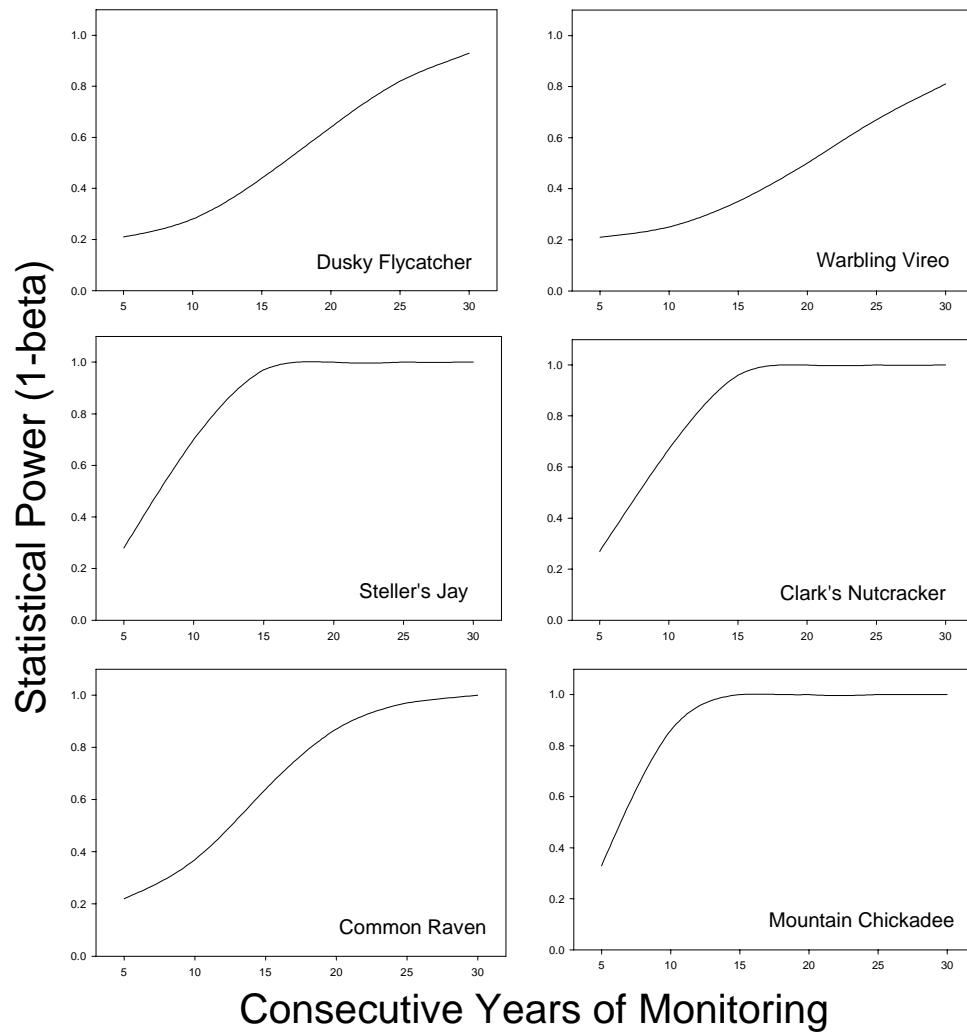 Statistical Power (1-beta)
1.0
0.8
0.6
0.4
0.2
0.0
5 10 15 20 25 30
Dusky Flycatcher
1.0
0.8
0.6
0.4
0.2
0.0
5 10 15 20 25 30
Warbling Vireo
1.0
0.8
0.6
0.4
0.2
0.0
5 10 15 20 25 30
Steller's Jay
1.0
0.8
0.6
0.4
0.2
0.0
5 10 15 20 25 30
Clark's Nutcracker
1.0
0.8
0.6
0.4
0.2
0.0
5 10 15 20 25 30
Common Raven
1.0
0.8
0.6
0.4
0.2
0.0
5 10 15 20 25 30
Mountain Chickadee
Consecutive Years of Monitoring